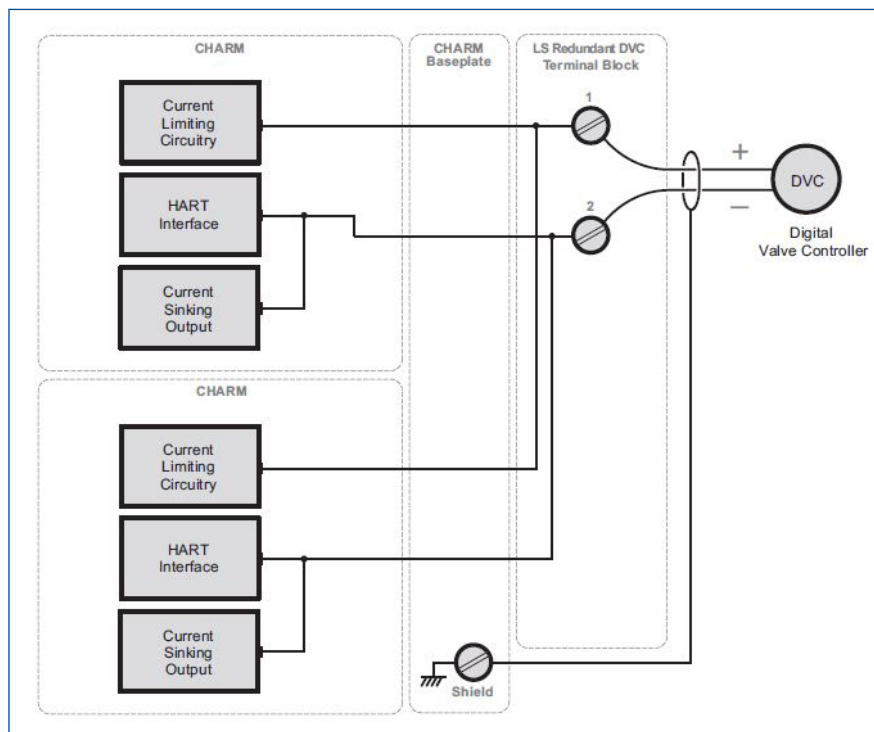 CHARM
CHARM
Baseplate
LS Redundant DVC
Terminal Block
Current
Limiting
Circuitry
1
+
HART
Interface
DVC
—
2
Digital
Valve Controller
Current
Sinking
Output
CHARM
Current
Limiting
Circuitry
HART
Interface
Current
Sinking
Output
Shield